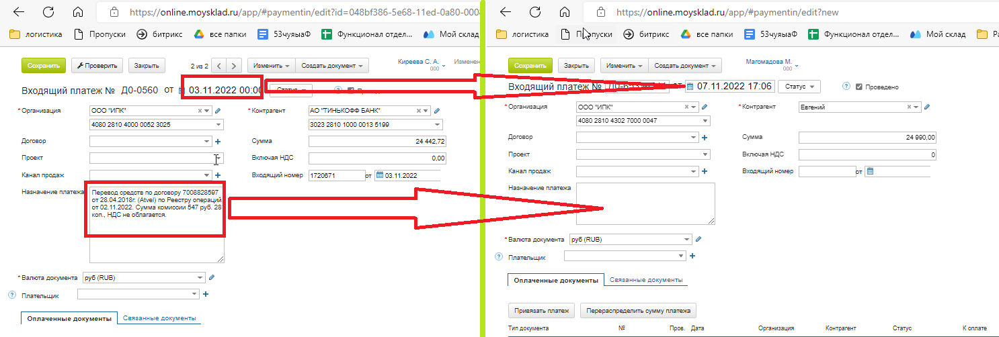 https://online.moysklad.ru/app/#paymentin/edit?id=048bf386-5e68-11ed-0a80-000
логистика Пропуски битрикс все папки 53чуяыаФ Функционал отдел... Мой склад
Сохранить Проверить Закрыть 2 из 2 Изменить Создать документ Киреева С. А. Изменен
000
Входящий платеж № Д0-0560 от 03.11.2022 00:00 Статус
* Организация ООО "ИПК" * Контрагент АО "ТИНЬКОФФ БАНК"
4080 2810 4000 0052 3025 3023 2810 1000 0013 5199
Договор Сумма 24 442,72
Проект Включая НДС 0,00
Канал продаж Входящий номер 1720671 от 03.11.2022
Назначение платежа
Перевод средств по договору 7008828597
от 28.04.2018г. (Atvel) по Реестру операций
от 02.11.2022. Сумма комиссии 547 руб. 28
коп., НДС не облагается.
* Валюта документа руб (RUB)
? Плательщик
Оплаченные документы Связанные документы
https://online.moysklad.ru/app/#paymentin/edit?new
логистика Пропуски битрикс все папки 53чуяыаФ Функционал отдел... Мой склад Ра
Сохранить Закрыть Изменить Создать документ Магомадова М.
000
Входящий платеж № от 07.11.2022 17:06 Статус ? Проведено
* Организация ООО "ИПК" * Контрагент Евгений
4080 2810 4302 7000 0047
Договор Сумма 24 990,00
Проект Включая НДС 0
Канал продаж Входящий номер от
Назначение платежа
* Валюта документа руб (RUB)
? Плательщик
Оплаченные документы Связанные документы
Привязать платеж Перераспределить сумму платежа
Тип документа № Пров. Дата Организация Контрагент Статус К оплате